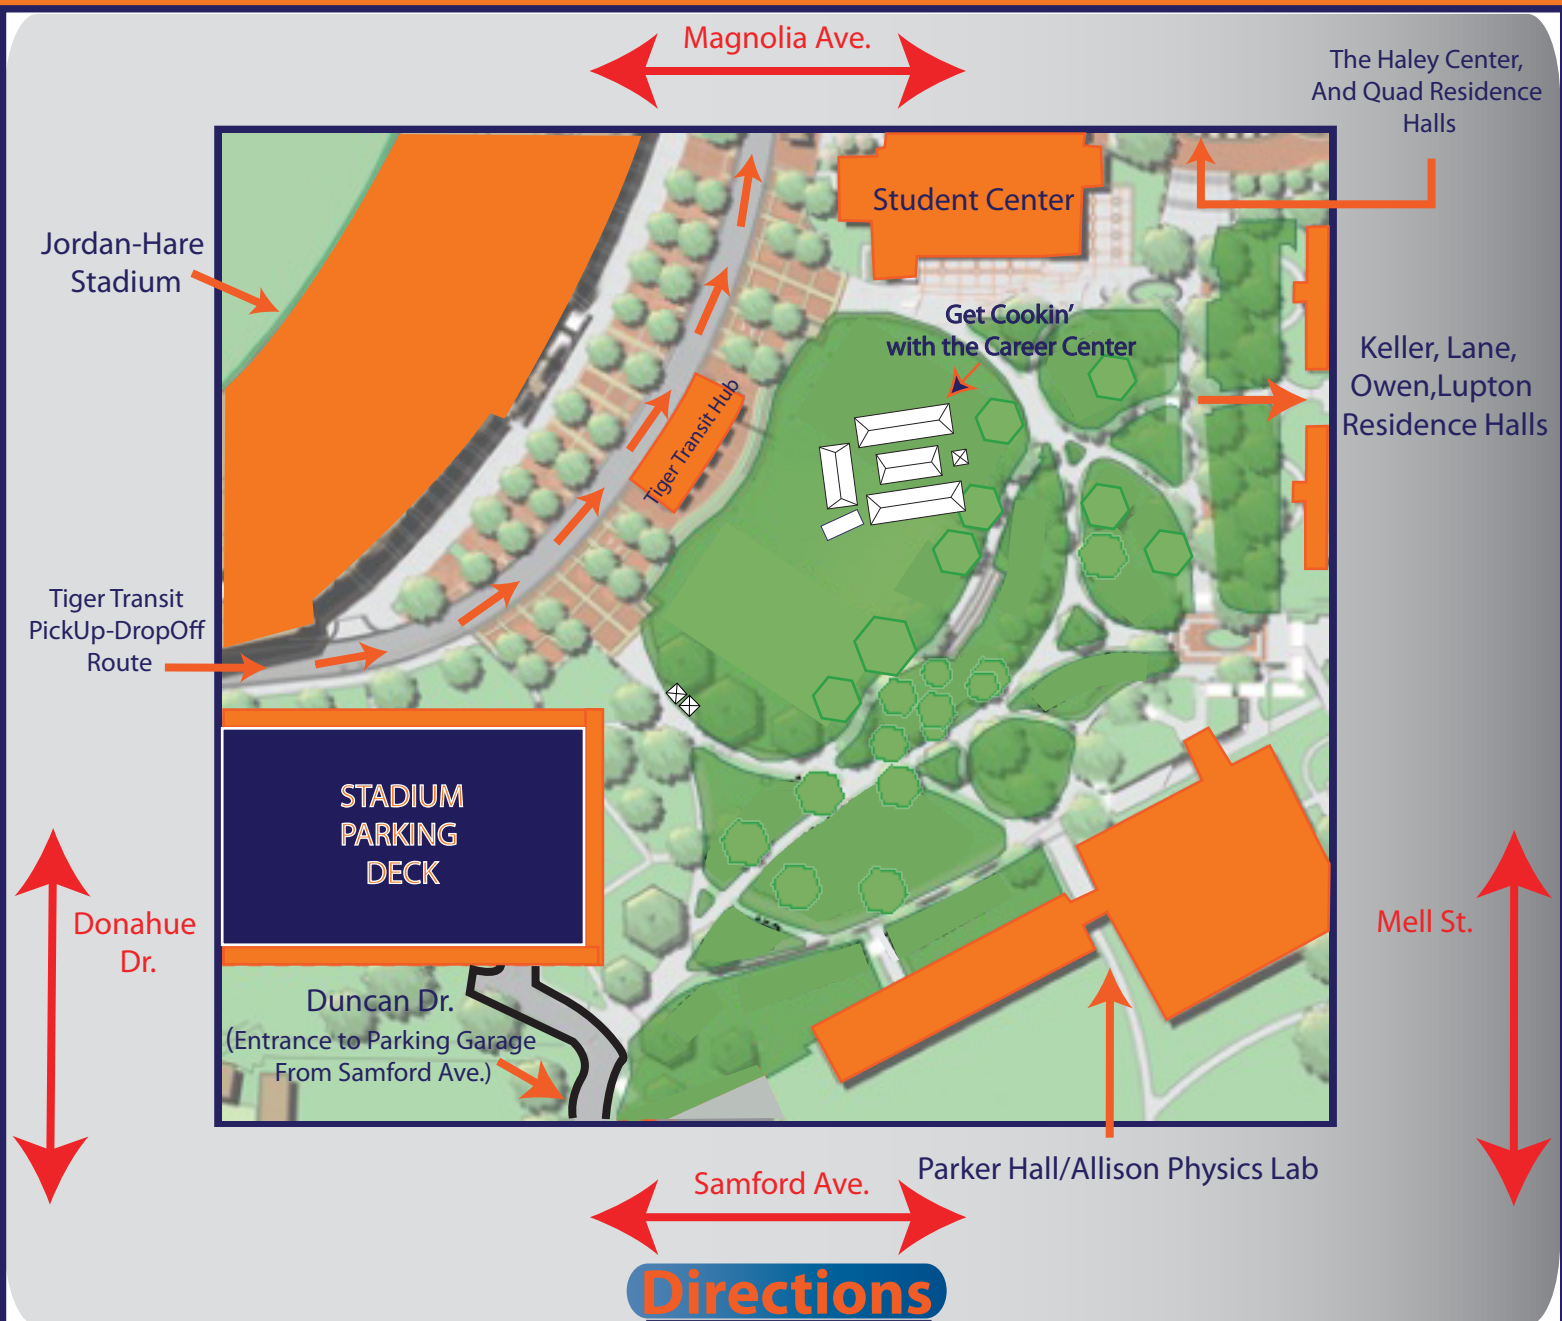 Magnolia Ave.
The Haley Center,
And Quad Residence
Halls
Student Center
Jordan-Hare
Stadium
Get Cookin’
with the Career Center
Keller, Lane,
Owen,Lupton
Residence Halls
Tiger Transit Hub
Tiger Transit
PickUp-DropOff
Route
STADIUM
PARKING
DECK
Donahue
Dr.
Mell St.
Duncan Dr.
(Entrance to Parking Garage
From Samford Ave.)
Parker Hall/Allison Physics Lab
Samford Ave.
Directions